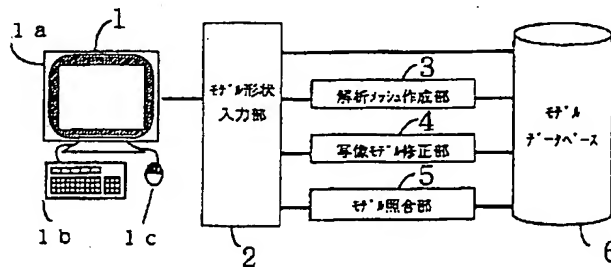 1a
1
1b
1c
モデル形状
入力部
2
3
解析メッシュ作成部
4
写像モデル修正部
5
モデル照合部
モデル
データベース
6